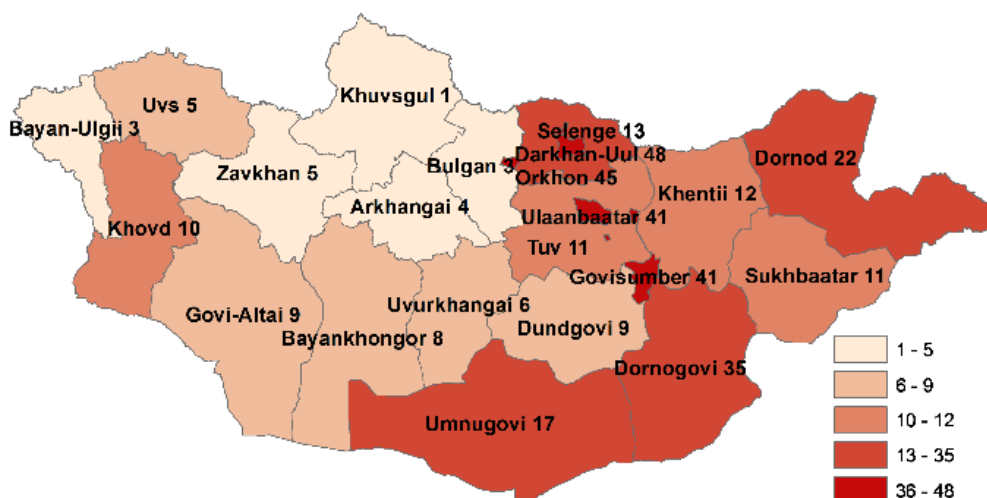 Khuvsgul 1
Uvs 5
Bayan-Ulgii 3
Selenge 13
Darkhan-Uul 48
Dornod 22
Bulgan 3
Orkhon 45
Zavkhan 5
Khentii 12
Arkhangai 4
Ulaanbaatar 41
Khovd 10
Tuv 11
Govisumber 41
Sukhbaatar 11
Uvurkhangai 6
Govi-Altai 9
Dundgovi 9
Bayankhongor 8
Dornogovi 35
Umnugovi 17
1 - 5
6 - 9
10 - 12
13 - 35
36 - 48